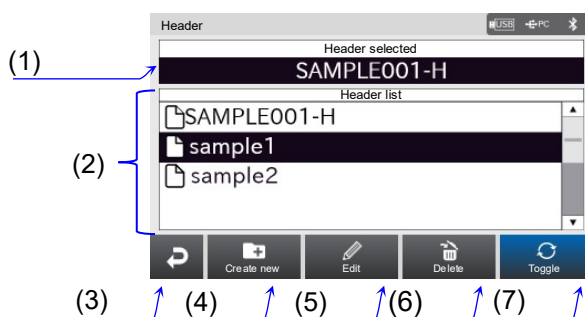 Header
USB
PC
(1)
Header selected
SAMPLE001-H
Header list
(2)
SAMPLE001-H
sample1
sample2
Create new
Edit
Delete
Toggle
(3) (4) (5) (6) (7)